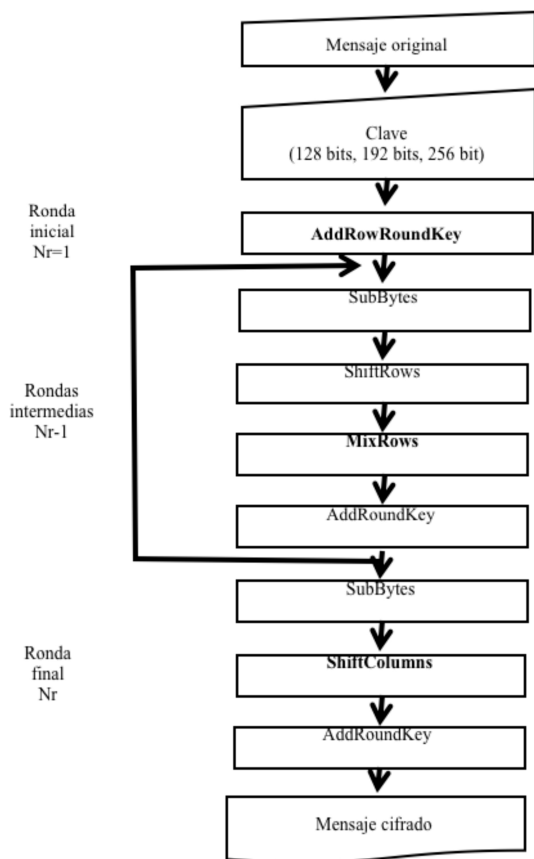 Mensaje original
Clave
(128 bits, 192 bits, 256 bit)
Ronda
inicial
Nr=1
AddRowRoundKey
SubBytes
ShiftRows
Rondas
intermedias
Nr-1
MixRows
AddRoundKey
SubBytes
Ronda
final
Nr
ShiftColumns
AddRoundKey
Mensaje cifrado